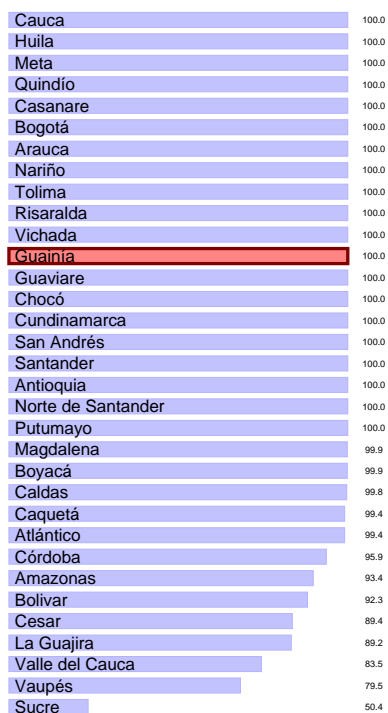 Cauca 100.0
Huila 100.0
Meta 100.0
Quindío 100.0
Casanare 100.0
Bogotá 100.0
Arauca 100.0
Nariño 100.0
Tolima 100.0
Risaralda 100.0
Vichada 100.0
Guainía 100.0
Guaviare 100.0
Chocó 100.0
Cundinamarca 100.0
San Andrés 100.0
Santander 100.0
Antioquia 100.0
Norte de Santander 100.0
Putumayo 100.0
Magdalena 99.9
Boyacá 99.9
Caldas 99.8
Caquetá 99.4
Atlántico 99.4
Córdoba 95.9
Amazonas 93.4
Bolivar 92.3
Cesar 89.4
La Guajira 89.2
Valle del Cauca 83.5
Vaupés 79.5
Sucre 50.4